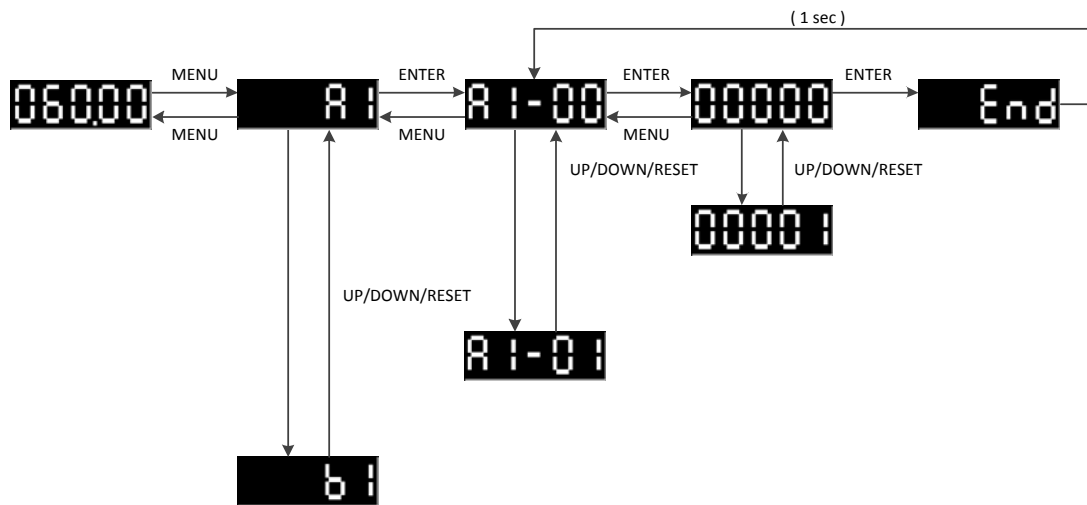 ( 1 sec )
MENU
ENTER
ENTER
ENTER
060.00
A1
A1-00
00000
End
MENU
MENU
MENU
UP/DOWN/RESET
UP/DOWN/RESET
00001
UP/DOWN/RESET
A1-01
b1